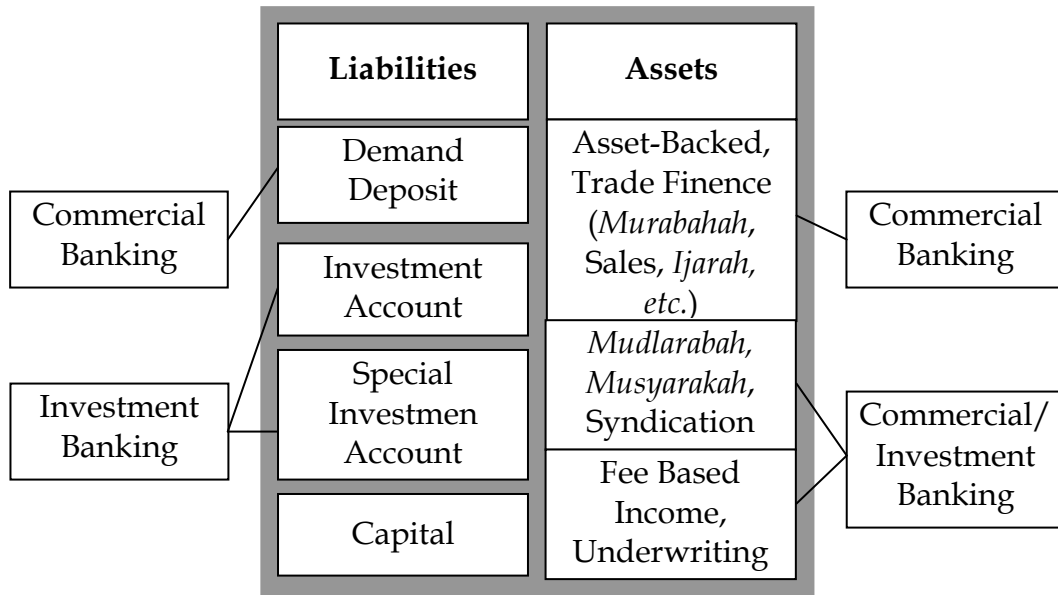 Liabilities
Assets
Commercial
Banking
Investment
Banking
Demand
Deposit
Investment
Account
Special
Investmen
Account
Capital
Asset-Backed,
Trade Finence
(Murabahah,
Sales, Ijarah,
etc.)
Mudlarabah,
Musyarakah,
Syndication
Fee Based
Income,
Underwriting
Commercial
Banking
Commercial/
Investment
Banking